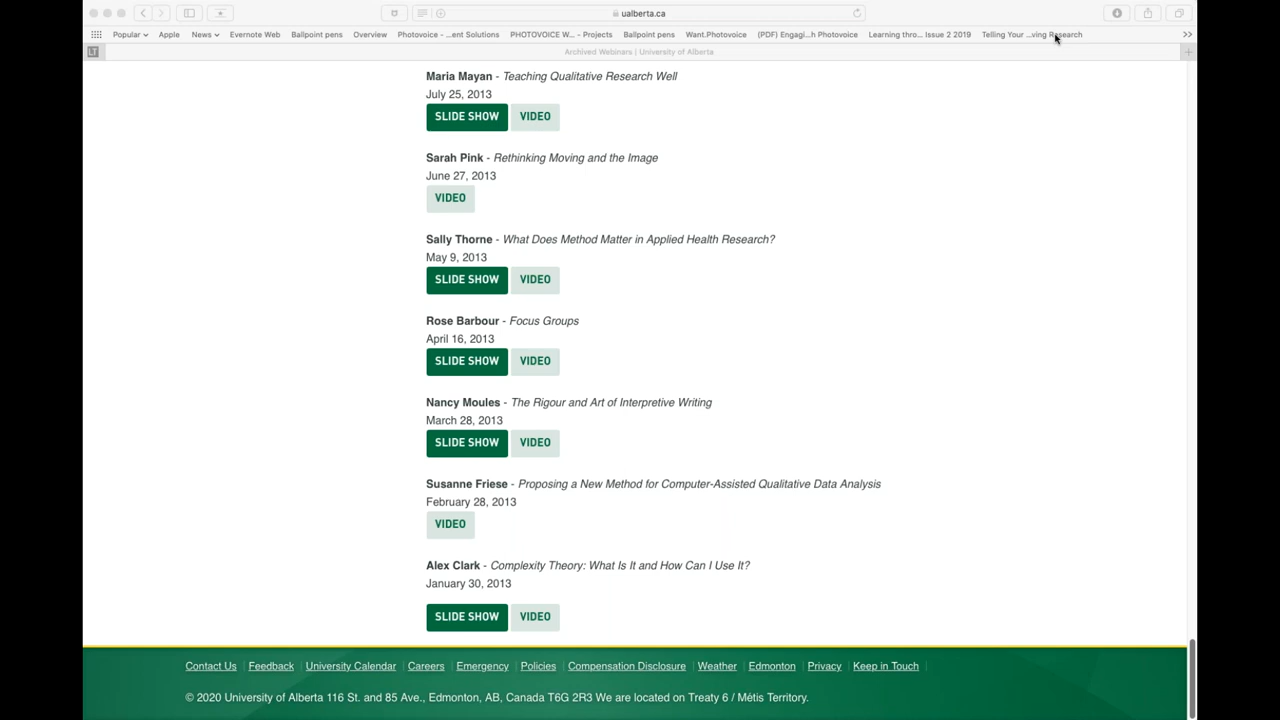 ualberta.ca
Popular Apple News Evernote Web Ballpoint pens Overview Photovoice - ...ent Solutions PHOTOVOICE W... - Projects Ballpoint pens Want.Photovoice (PDF) Engagi...h Photovoice Learning thro... Issue 2 2019 Telling Your ...ving Research
LT Archived Webinars | University of Alberta
Maria Mayan - Teaching Qualitative Research Well
July 25, 2013
SLIDE SHOW VIDEO
Sarah Pink - Rethinking Moving and the Image
June 27, 2013
VIDEO
Sally Thorne - What Does Method Matter in Applied Health Research?
May 9, 2013
SLIDE SHOW VIDEO
Rose Barbour - Focus Groups
April 16, 2013
SLIDE SHOW VIDEO
Nancy Moules - The Rigour and Art of Interpretive Writing
March 28, 2013
SLIDE SHOW VIDEO
Susanne Friese - Proposing a New Method for Computer-Assisted Qualitative Data Analysis
February 28, 2013
VIDEO
Alex Clark - Complexity Theory: What Is It and How Can I Use It?
January 30, 2013
SLIDE SHOW VIDEO
Contact Us Feedback University Calendar Careers Emergency Policies Compensation Disclosure Weather Edmonton Privacy Keep in Touch
© 2020 University of Alberta 116 St. and 85 Ave., Edmonton, AB, Canada T6G 2R3 We are located on Treaty 6 / Métis Territory.